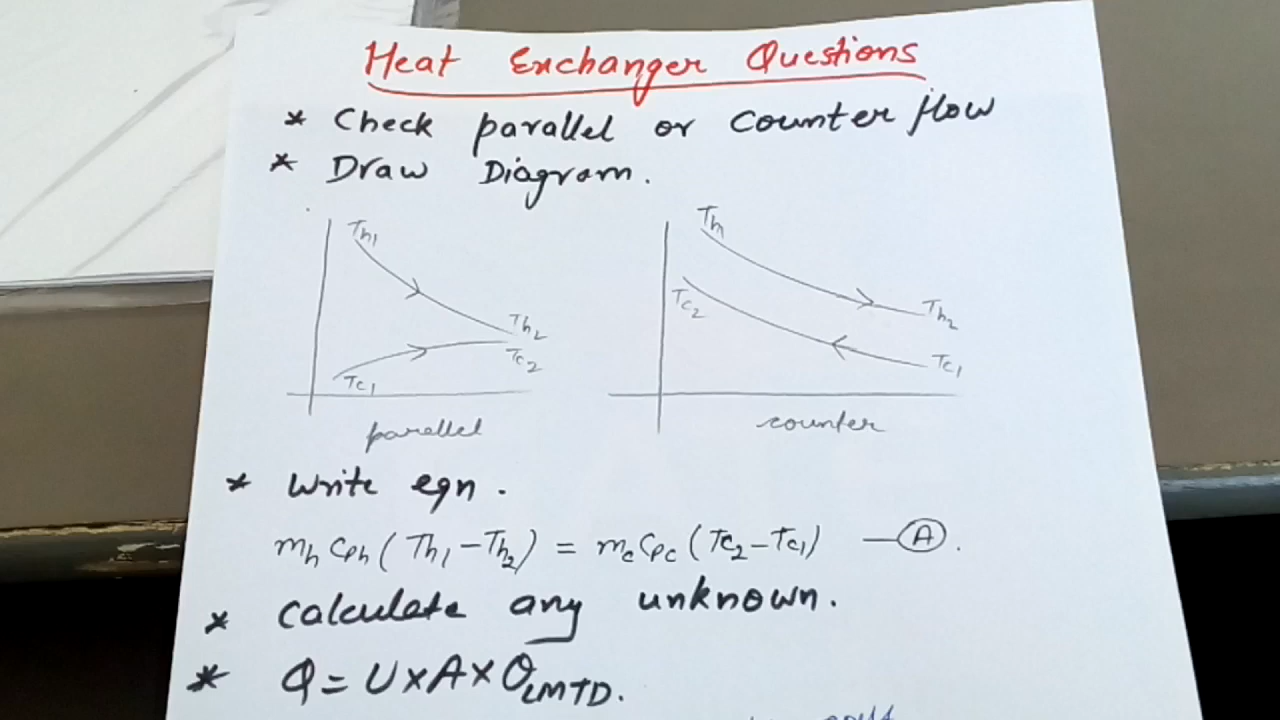 Heat Exchanger Questions
* Check parallel or Counter flow
* Draw Diagram.
Th1
Th2
Tc2
Tc1
parallel
Th1
Tc2
Th2
Tc1
counter
* Write eqn.
mh Cph (Th1 - Th2) = mc Cpc (Tc2 - Tc1) — A.
* Calculate any unknown.
* Q = U×A×θLMTD.